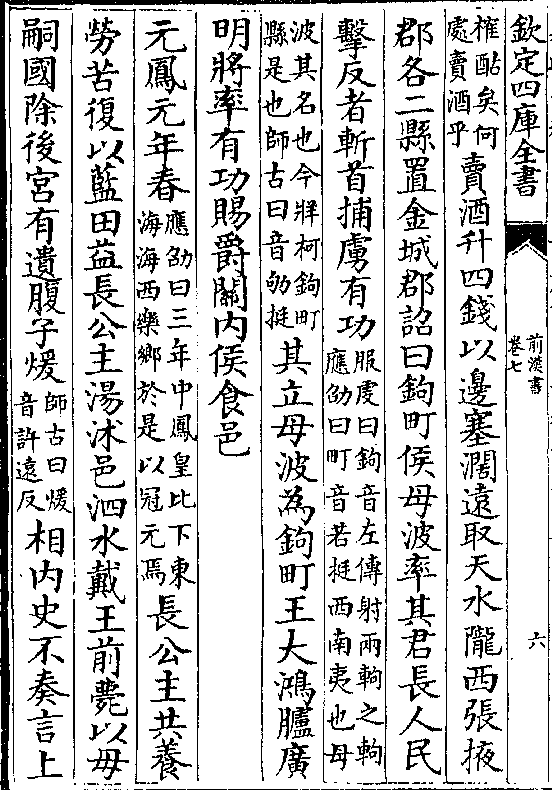 欽定四庫全書
前漢書
卷七
六
榷酤矣何
處賣酒乎
賣酒升四錢以邊塞濶遠取天水隴西張掖
郡各二縣置金城郡詔曰鉤町侯毋波率其君長人民
擊反者斬首捕虜有功
服虔曰鉤音左傳射兩軥之軥
應劭曰町音若挺西南夷也毋
波其名也今牂柯鉤町
縣是也師古曰音劬挺
其立毋波為鉤町王大鴻臚廣
明將率有功賜爵關内侯食邑
元鳳元年春
應劭曰三年中鳳皇比下東
海海西樂鄉於是以冠元焉
長公主共養
勞苦復以藍田益長公主湯沐邑泗水戴王前薨以毋
嗣國除後宮有遺腹子煖
師古曰煖
音許遠反
相内史不奏言上